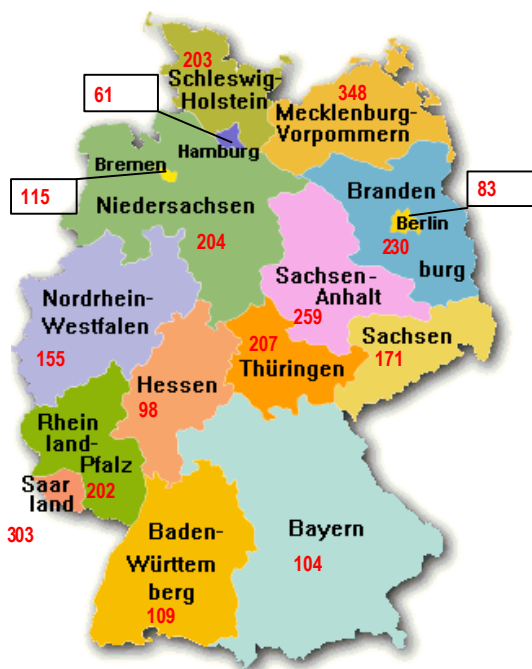 203
Schleswig-
Holstein
61
348
Mecklenburg-
Vorpommern
Hamburg
Bremen
115
Niedersachsen
204
Branden
83
Berlin
230
burg
Sachsen-
Anhalt
259
Nordrhein-
Westfalen
155
207
Thüringen
Sachsen
171
Hessen
98
Rhein
land-
Pfalz
202
Saar
land
303
Baden-
Württem
berg
109
Bayern
104